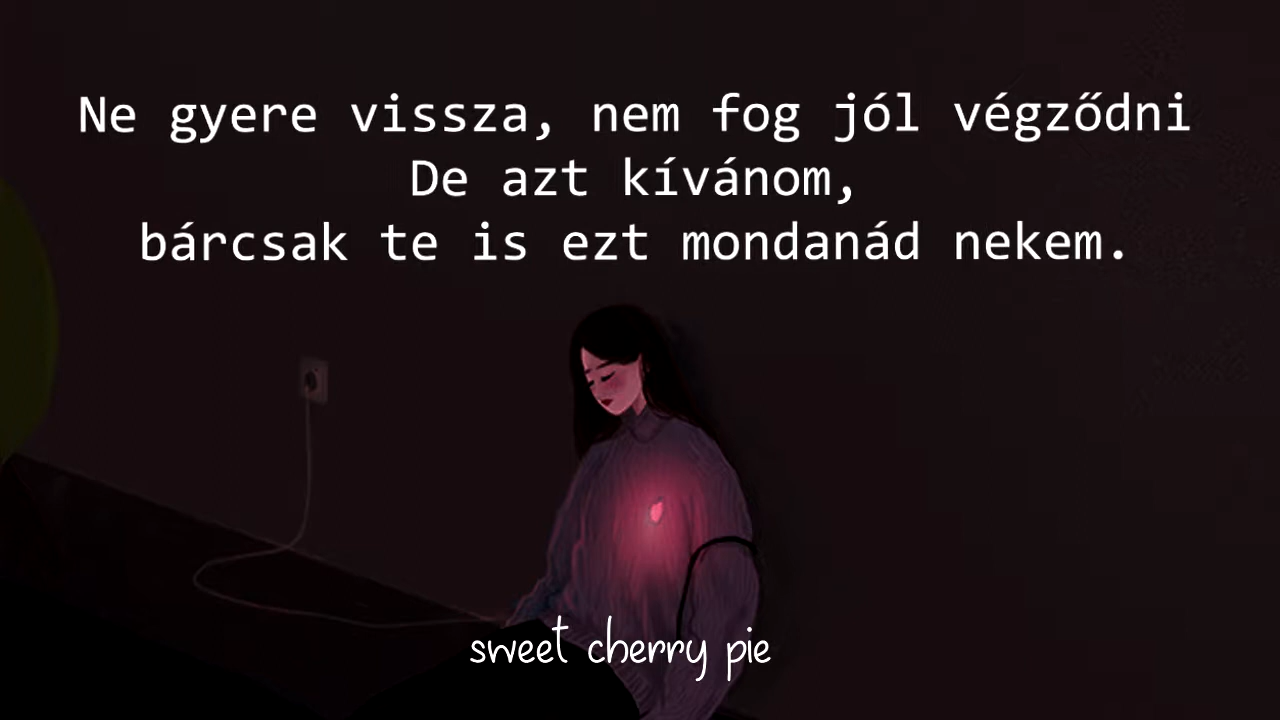 Ne gyere vissza, nem fog jól végződni
De azt kívánom,
bárcsak te is ezt mondanád nekem.
sweet cherry pie